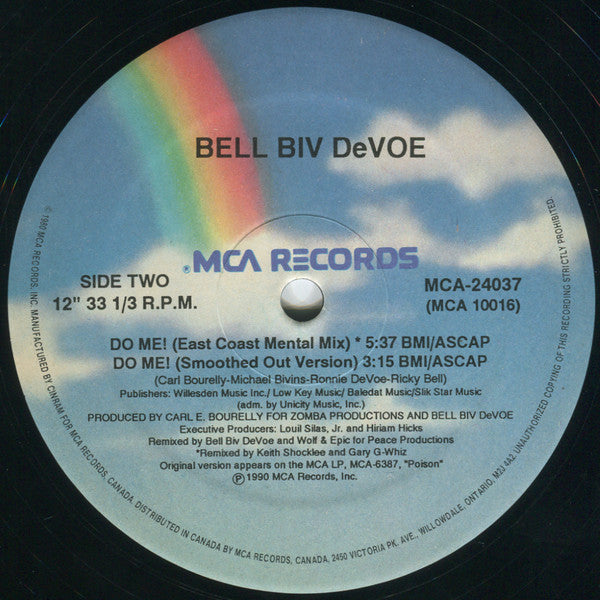 BELL BIV DeVOE
MCA RECORDS
SIDE TWO
12" 33 1/3 R.P.M.
MCA-24037
(MCA 10016)
DO ME! (East Coast Mental Mix) * 5:37 BMI/ASCAP
DO ME! (Smoothed Out Version) 3:15 BMI/ASCAP
(Carl Bourelly-Michael Bivins-Ronnie DeVoe-Ricky Bell)
Publishers: Willesden Music Inc./ Low Key Music/ Baledat Music/Slik Star Music
(adm. by Unicity Music, Inc.)
PRODUCED BY CARL E. BOURELLY FOR ZOMBA PRODUCTIONS AND BELL BIV DeVOE
Executive Producers: Louil Silas, Jr. and Hiriam Hicks
Remixed by Bell Biv DeVoe and Wolf & Epic for Peace Productions
*Remixed by Keith Shocklee and Gary G-Whiz
Original version appears on the MCA LP, MCA-6387, "Poison"
℗ 1990 MCA Records, Inc.
© 1980 MCA RECORDS, INC. MANUFACTURED BY CINRAM FOR MCA RECORDS, CANADA. DISTRIBUTED IN CANADA BY MCA RECORDS, CANADA, 2450 VICTORIA PK. AVE., WILLOWDALE, ONTARIO, M2J 4A2. UNAUTHORIZED COPYING OF THIS RECORDING STRICTLY PROHIBITED.